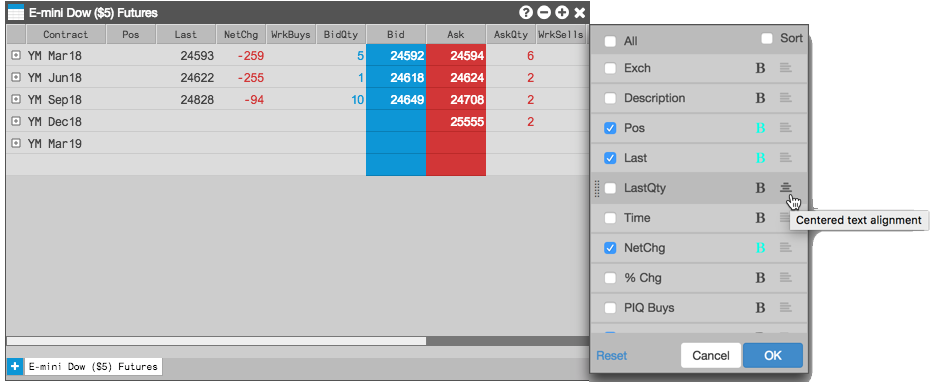 E-mini Dow ($5) Futures
Contract Pos Last NetChg WrkBuys BidQty Bid Ask AskQty WrkSells
YM Mar18 24593 -259 5 24592 24594 6
YM Jun18 24622 -255 1 24618 24624 2
YM Sep18 24828 -94 10 24649 24708 2
YM Dec18 25555 2
YM Mar19
E-mini Dow ($5) Futures
All Sort
Exch B
Description B
Pos B
Last B
LastQty B
Centered text alignment
Time B
NetChg B
% Chg B
PIQ Buys B
Reset Cancel OK